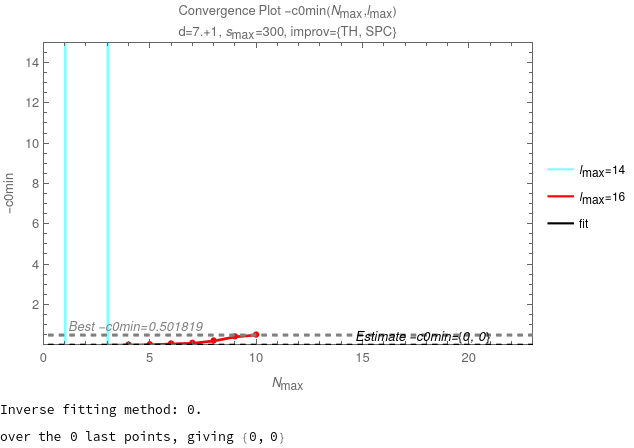 Convergence Plot −c0min(Nmax,lmax)
d=7.+1, smax=300, improv={TH, SPC}
−c0min
14
12
10
8
6
4
2
Best −c0min=0.501819
Estimate −c0min={0, 0}
0 5 10 15 20
Nmax
lmax=14
lmax=16
fit
Inverse fitting method: 0.
over the 0 last points, giving {0, 0}